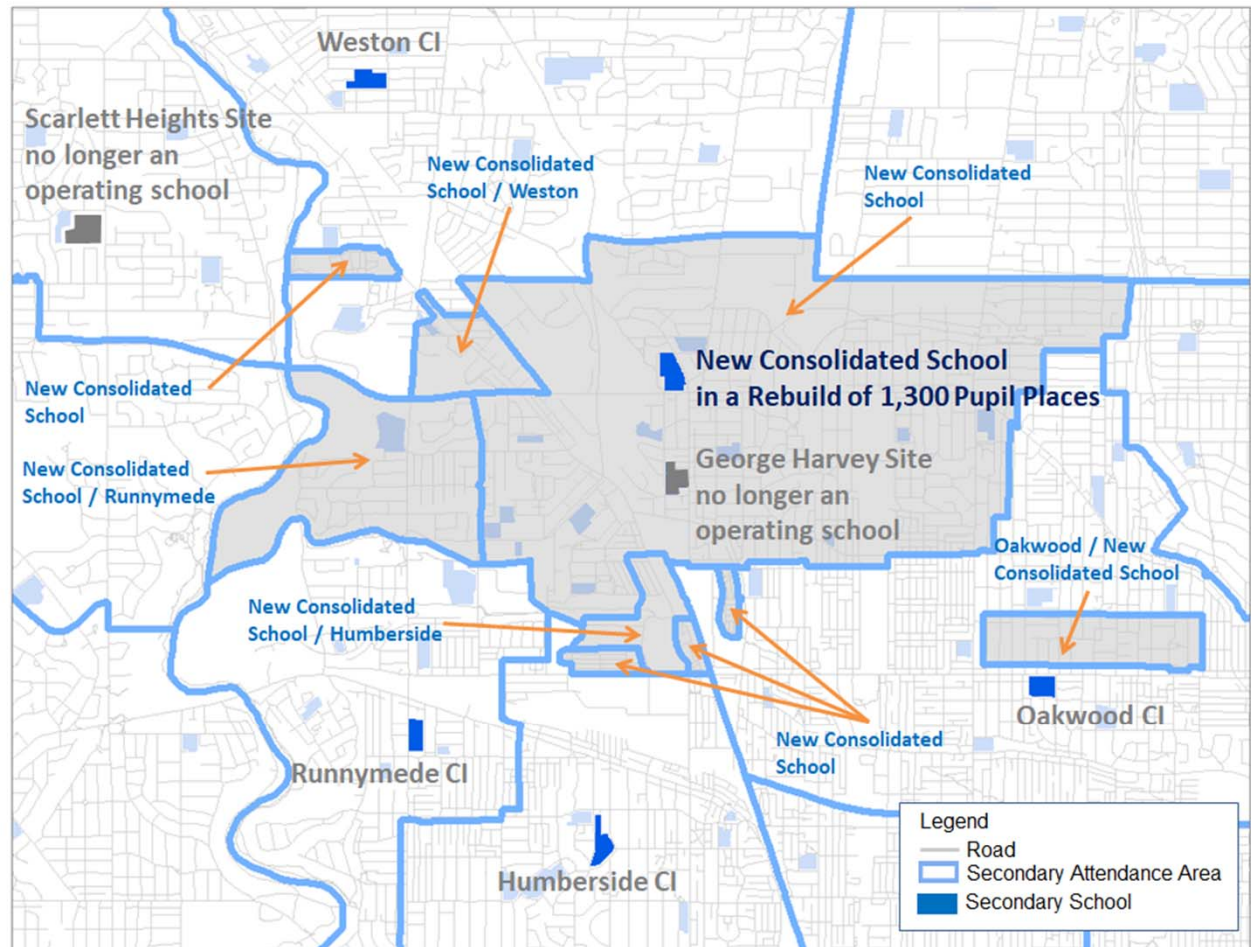 Weston CI
Scarlett Heights Site
no longer an
operating school
New Consolidated
School / Weston
New Consolidated
School
New Consolidated School
in a Rebuild of 1,300 Pupil Places
New Consolidated
School
New Consolidated
School / Runnymede
George Harvey Site
no longer an
operating school
Oakwood / New
Consolidated School
New Consolidated
School / Humberside
Oakwood CI
New Consolidated
School
Runnymede CI
Humberside CI
Legend
Road
Secondary Attendance Area
Secondary School